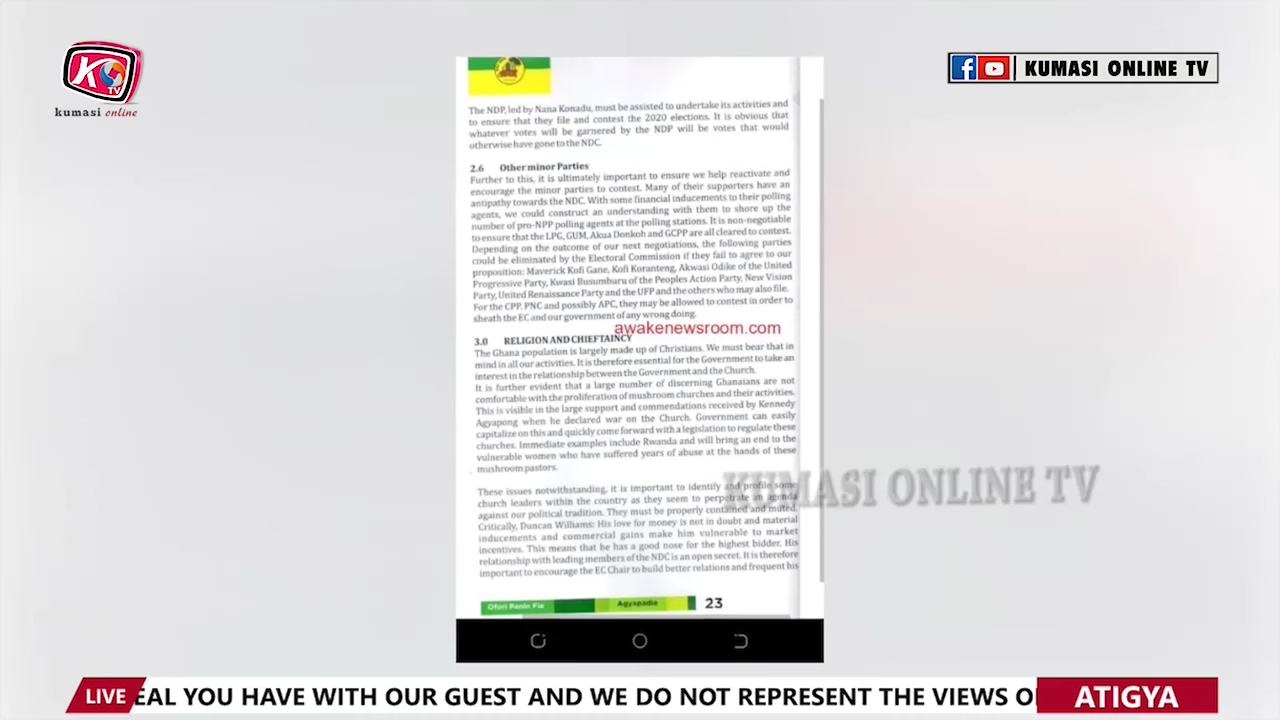 K
TV
kumasi online
f
KUMASI ONLINE TV
The NDP, led by Nana Konadu, must be assisted to undertake its activities and
to ensure that they file and contest the 2020 elections. It is obvious that
whatever votes will be garnered by the NDP will be votes that would
otherwise have gone to the NDC.
2.6 Other minor Parties
Further to this, it is ultimately important to ensure we help reactivate and
encourage the minor parties to contest. Many of their supporters have an
antipathy towards the NDC. With some financial inducements to their polling
agents, we could construct an understanding with them to shore up the
number of pro-NPP polling agents at the polling stations. It is non-negotiable
to ensure that the LPG, GUM, Akua Donkoh and GCPP are all cleared to contest.
Depending on the outcome of our next negotiations, the following parties
could be eliminated by the Electoral Commission if they fail to agree to our
proposition: Maverick Kofi Gane, Kofi Koranteng, Akwasi Odike of the United
Progressive Party, Kwasi Busumburu of the Peoples Action Party, New Vision
Party, United Renaissance Party and the UFP and the others who may also file.
For the CPP, PNC and possibly APC, they may be allowed to contest in order to
sheath the EC and our government of any wrong doing.
awakenewsroom.com
3.0 RELIGION AND CHIEFTAINCY
The Ghana population is largely made up of Christians. We must bear that in
mind in all our activities. It is therefore essential for the Government to take an
interest in the relationship between the Government and the Church.
It is further evident that a large number of discerning Ghanaians are not
comfortable with the proliferation of mushroom churches and their activities.
This is visible in the large support and commendations received by Kennedy
Agyapong when he declared war on the Church. Government can easily
capitalize on this and quickly come forward with a legislation to regulate these
churches. Immediate examples include Rwanda and will bring an end to the
vulnerable women who have suffered years of abuse at the hands of these
mushroom pastors.
These issues notwithstanding, it is important to identify and profile some
church leaders within the country as they seem to perpetrate an agenda
against our political tradition. They must be properly contained and muted.
Critically, Duncan Williams: His love for money is not in doubt and material
inducements and commercial gains make him vulnerable to market
incentives. This means that he has a good nose for the highest bidder. His
relationship with leading members of the NDC is an open secret. It is therefore
important to encourage the EC Chair to build better relations and frequent his
KUMASI ONLINE TV
Ofori Panin Fie Agyapadie 23
LIVE EAL YOU HAVE WITH OUR GUEST AND WE DO NOT REPRESENT THE VIEWS O ATIGYA